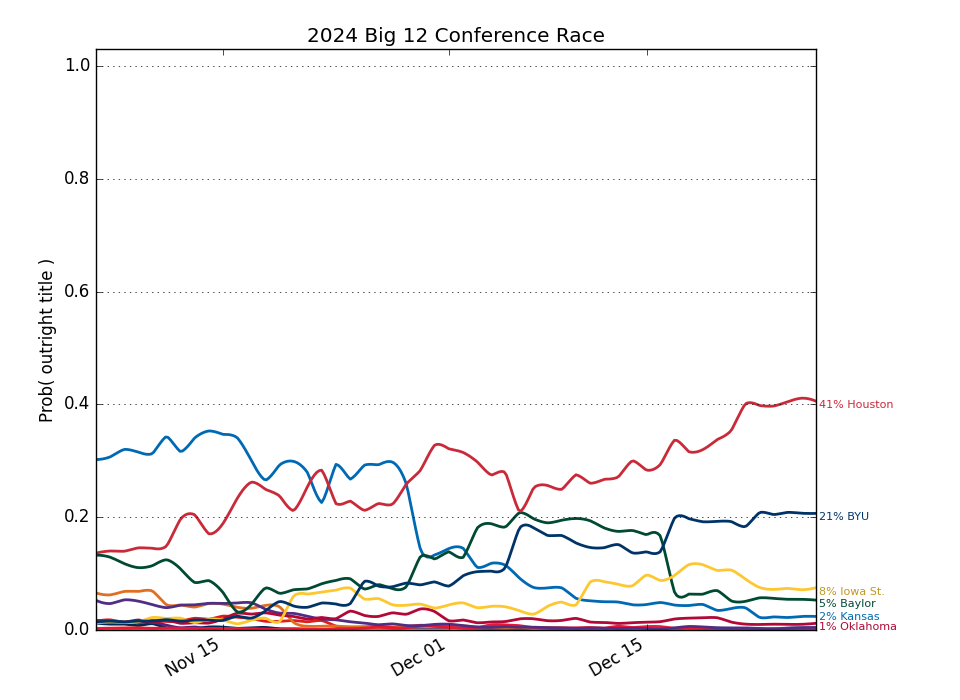 2024 Big 12 Conference Race
Prob( outright title )
1.0
0.8
0.6
0.4
0.2
0.0
41% Houston
21% BYU
8% Iowa St.
5% Baylor
2% Kansas
1% Oklahoma
Nov 15
Dec 01
Dec 15